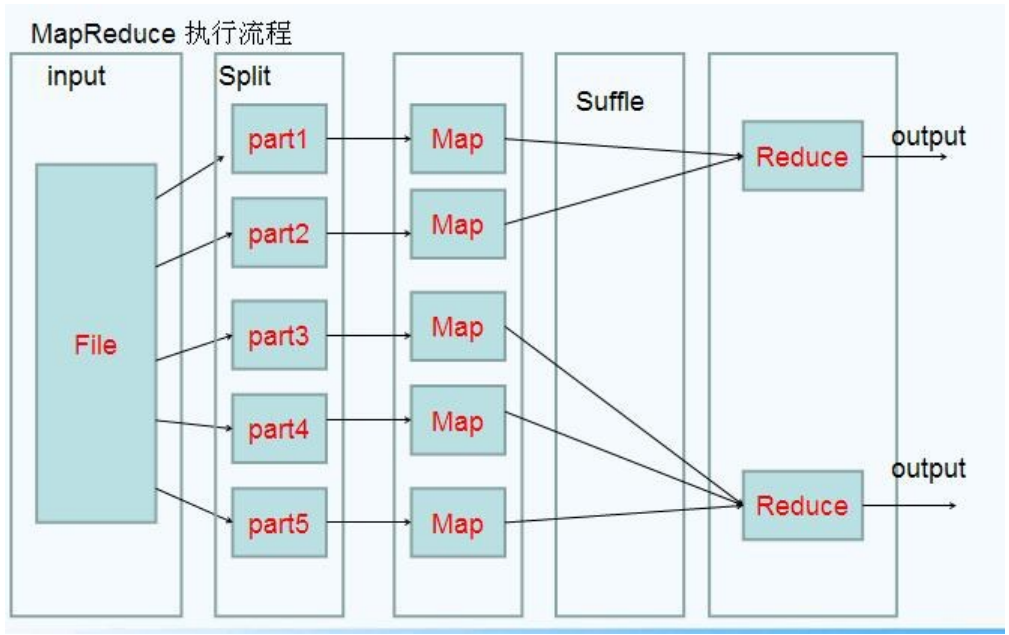 MapReduce 执行流程
input
Split
Suffle
part1
Map
output
Reduce
part2
Map
File
part3
Map
part4
Map
output
Reduce
part5
Map